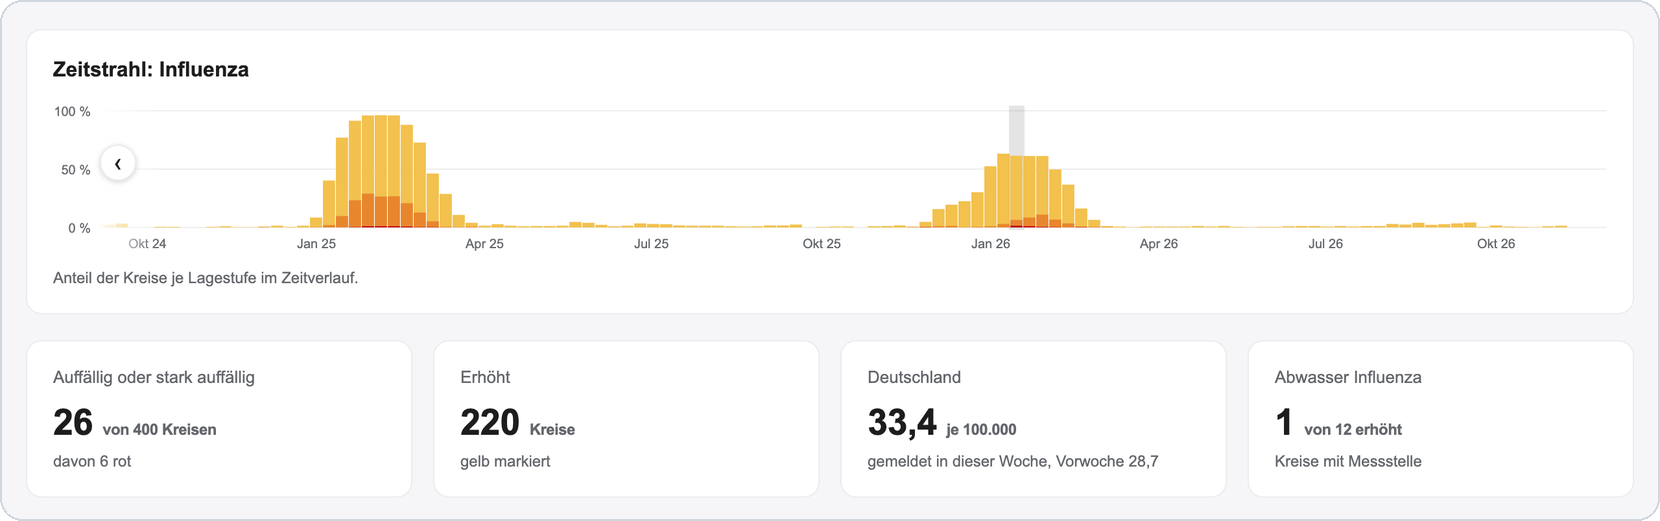 Zeitstrahl: Influenza
100 %
50 %
0 %
Okt 24 Jan 25 Apr 25 Jul 25 Okt 25 Jan 26 Apr 26 Jul 26 Okt 26
Anteil der Kreise je Lagestufe im Zeitverlauf.
Auffällig oder stark auffällig
26 von 400 Kreisen
davon 6 rot
Erhöht
220 Kreise
gelb markiert
Deutschland
33,4 je 100.000
gemeldet in dieser Woche, Vorwoche 28,7
Abwasser Influenza
1 von 12 erhöht
Kreise mit Messstelle